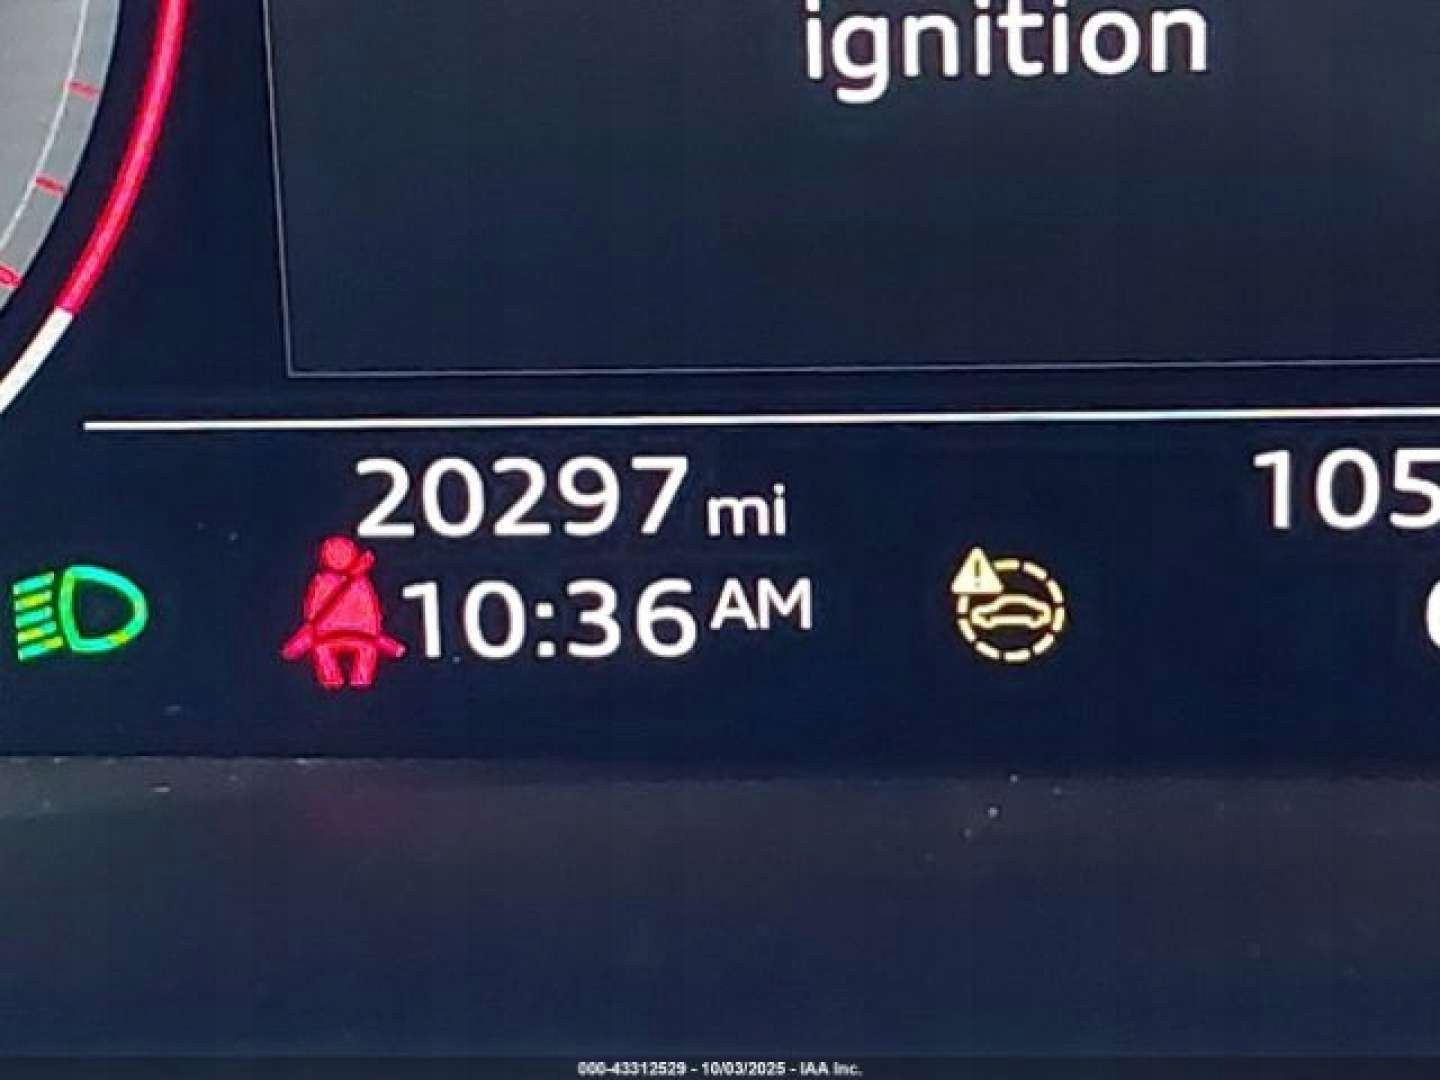 ignition
20297 mi
105
10:36 AM
000-43312529 - 10/03/2025 - IAA Inc.